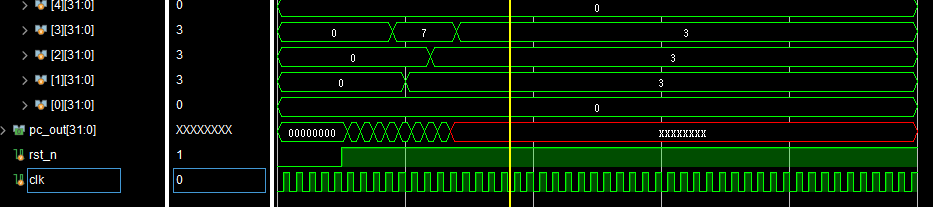 [4][31:0] 0 0
[3][31:0] 3 0 7 3
[2][31:0] 3 0 3
[1][31:0] 3 0 3
[0][31:0] 0 0
pc_out[31:0] XXXXXXXX 00000000 XXXXXXXX
rst_n 1
clk 0